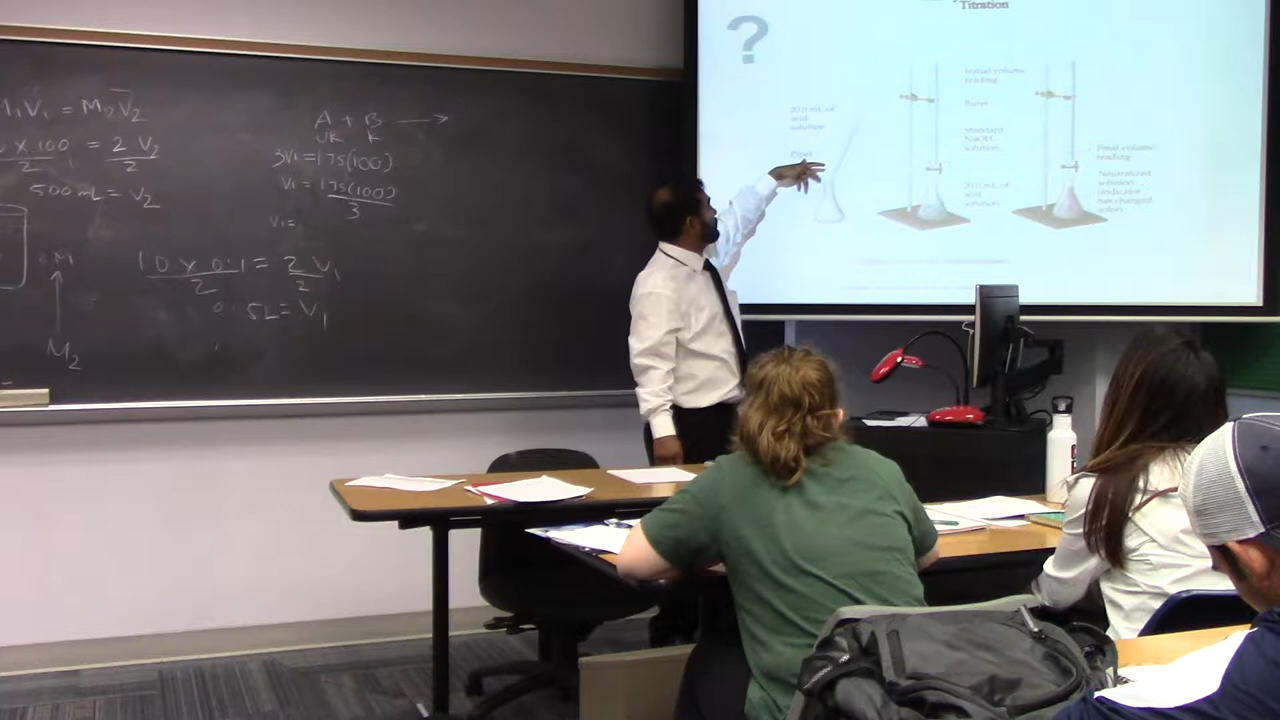 M₁V₁ = M₂V₂
x 100 = 2 V₂
2 2
500mL = V₂
M
M₂
A + B →
UK K
3V₁ = 1.75(100)
V₁ = 1.75(100)
3
V₁ =
10 x 0.1 = 2 V₁
2 2
0.5L = V₁
Titration
?
20.0 mL of
acid
solution
Pipet
Initial volume
reading
Buret
Standard
NaOH
solution
20.0 mL of
acid
solution
Final volume
reading
Neutralized
solution
indicator
has changed
color